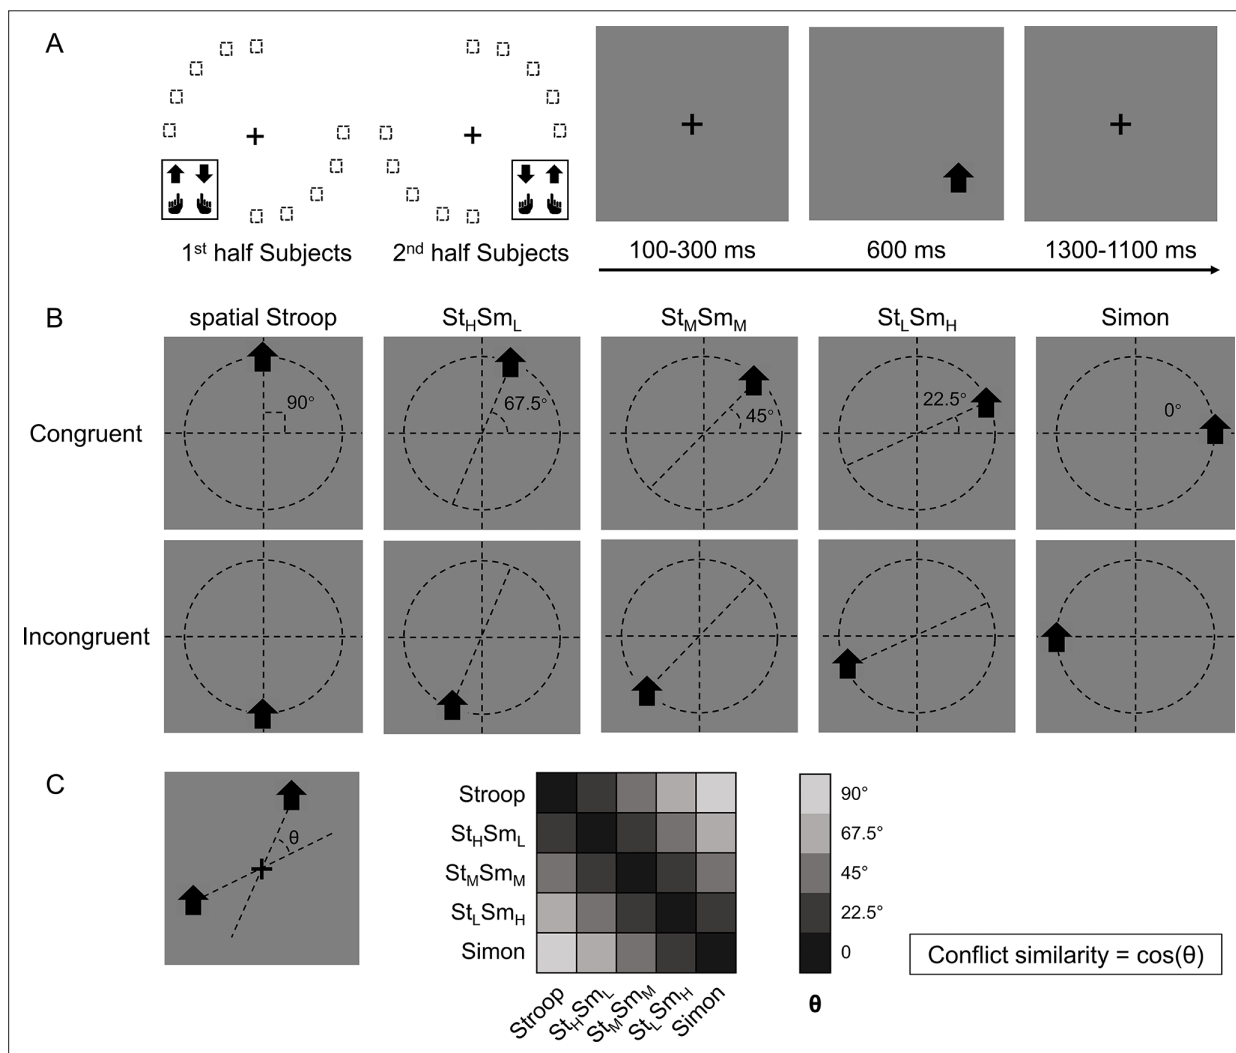 A
1st half Subjects
2nd half Subjects
100-300 ms
600 ms
1300-1100 ms
B
spatial Stroop
StHSmL
StMSmM
StLSmH
Simon
Congruent
90°
67.5°
45°
22.5°
0°
Incongruent
C
θ
Stroop
StHSmL
StMSmM
StLSmH
Simon
Stroop
StHSmL
StMSmM
StLSmH
Simon
90°
67.5°
45°
22.5°
0
θ
Conflict similarity = cos(θ)